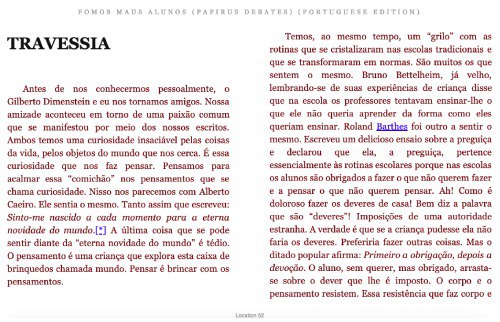 FOMOS MAUS ALUNOS (PAPIRUS DEBATES) (PORTUGUESE EDITION)
TRAVESSIA
Antes de nos conhecermos pessoalmente, o
Gilberto Dimenstein e eu nos tornamos amigos. Nossa
amizade aconteceu em torno de uma paixão comum
que se manifestou por meio dos nossos escritos.
Ambos temos uma curiosidade insaciável pelas coisas
da vida, pelos objetos do mundo que nos cerca. É essa
curiosidade que nos faz pensar. Pensamos para
acalmar essa “comichão” nos pensamentos que se
chama curiosidade. Nisso nos parecemos com Alberto
Caeiro. Ele sentia o mesmo. Tanto assim que escreveu:
Sinto-me nascido a cada momento para a eterna
novidade do mundo.[*] A última coisa que se pode
sentir diante da “eterna novidade do mundo” é tédio.
O pensamento é uma criança que explora esta caixa de
brinquedos chamada mundo. Pensar é brincar com os
pensamentos.
Temos, ao mesmo tempo, um “grilo” com as
rotinas que se cristalizaram nas escolas tradicionais e
que se transformaram em normas. São muitos os que
sentem o mesmo. Bruno Bettelheim, já velho,
lembrando-se de suas experiências de criança disse
que na escola os professores tentavam ensinar-lhe o
que ele não queria aprender da forma como eles
queriam ensinar. Roland Barthes foi outro a sentir o
mesmo. Escreveu um delicioso ensaio sobre a preguiça
e declarou que ela, a preguiça, pertence
essencialmente às rotinas escolares porque nas escolas
os alunos são obrigados a fazer o que não querem fazer
e a pensar o que não querem pensar. Ah! Como é
doloroso fazer os deveres de casa! Bem diz a palavra
que são “deveres”! Imposições de uma autoridade
estranha. A verdade é que se a criança pudesse ela não
faria os deveres. Preferiria fazer outras coisas. Mas o
ditado popular afirma: Primeiro a obrigação, depois a
devoção. O aluno, sem querer, mas obrigado, arrasta-
se sobre o dever que lhe é imposto. O corpo e o
pensamento resistem. Essa resistência que faz corpo e
Location 52